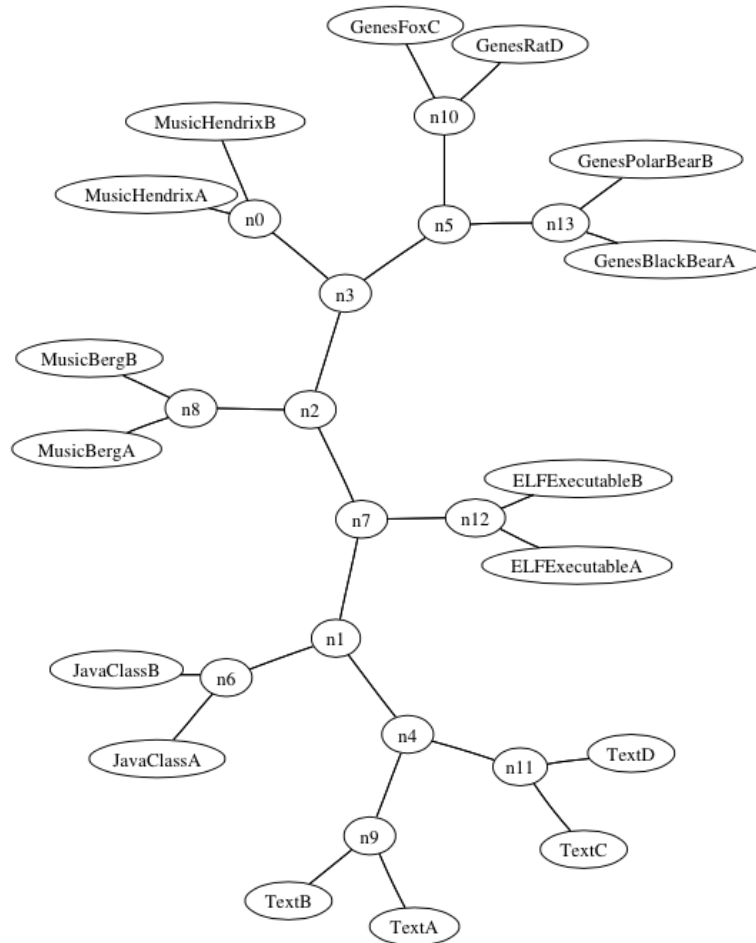 GenesFoxC
GenesRatD
n10
MusicHendrixB
GenesPolarBearB
MusicHendrixA
n0
n5
n13
GenesBlackBearA
n3
MusicBergB
n8
n2
MusicBergA
ELFExecutableB
n7
n12
ELFExecutableA
n1
JavaClassB
n6
n4
JavaClassA
n11
TextD
n9
TextC
TextB
TextA